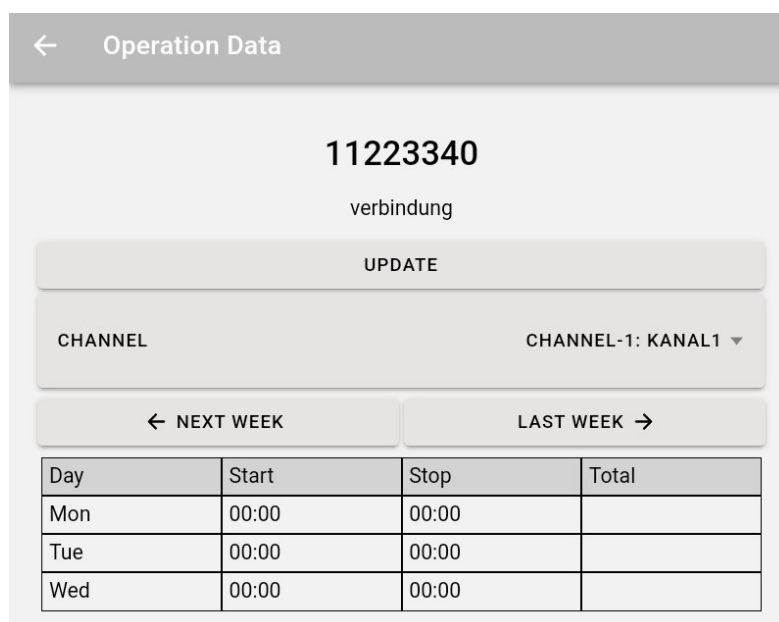 Operation Data
11223340
verbindung
UPDATE
CHANNEL CHANNEL-1: KANAL1
← NEXT WEEK LAST WEEK →
Day Start Stop Total
Mon 00:00 00:00
Tue 00:00 00:00
Wed 00:00 00:00